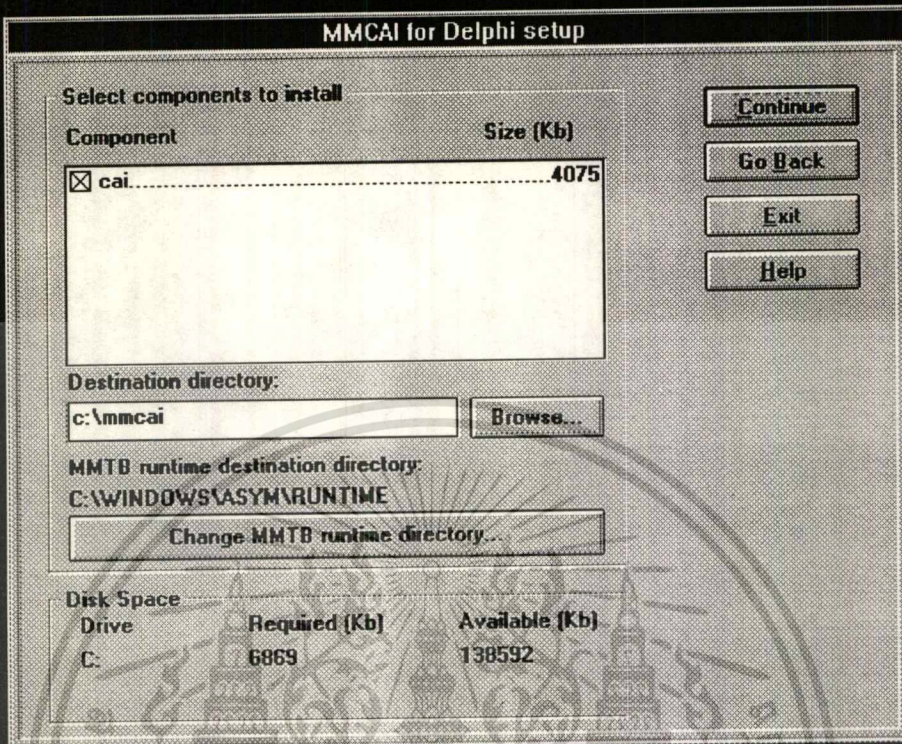 MMCAI for Delphi setup
Select components to install
Component Size (Kb)
cai 4075
Destination directory:
c:\mmcai Browse...
MMTB runtime destination directory:
C:\WINDOWS\ASYM\RUNTIME
Change MMTB runtime directory...
Disk Space
Drive Required (Kb) Available (Kb)
C: 6869 138592
Continue
Go Back
Exit
Help